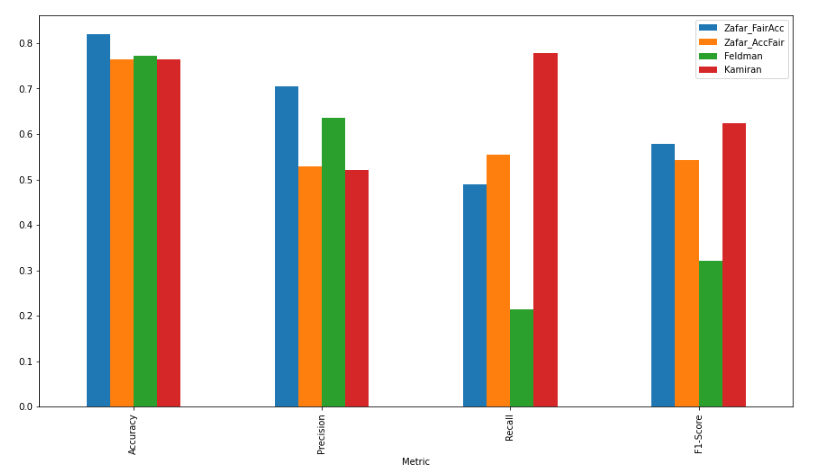 Zafar_FairAcc
Zafar_AccFair
Feldman
Kamiran
0.8
0.7
0.6
0.5
0.4
0.3
0.2
0.1
0.0
Accuracy
Precision
Recall
F1-Score
Metric